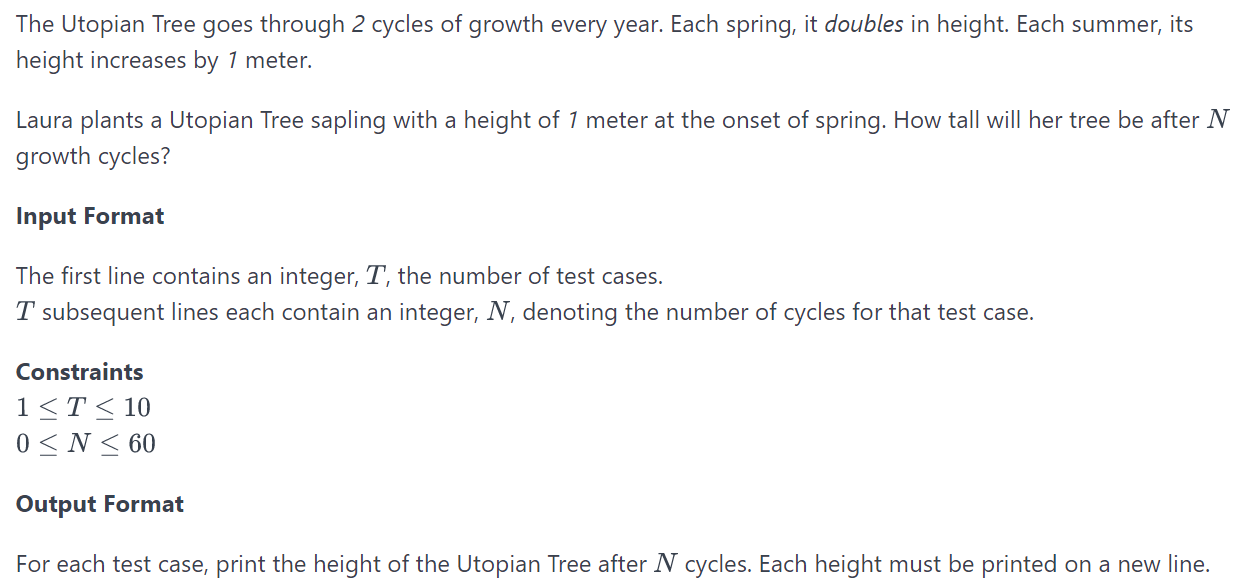 The Utopian Tree goes through 2 cycles of growth every year. Each spring, it doubles in height. Each summer, its
height increases by 1 meter.
Laura plants a Utopian Tree sapling with a height of 1 meter at the onset of spring. How tall will her tree be after N
growth cycles?
Input Format
The first line contains an integer, T, the number of test cases.
T subsequent lines each contain an integer, N, denoting the number of cycles for that test case.
Constraints
1 ≤ T ≤ 10
0 ≤ N ≤ 60
Output Format
For each test case, print the height of the Utopian Tree after N cycles. Each height must be printed on a new line.